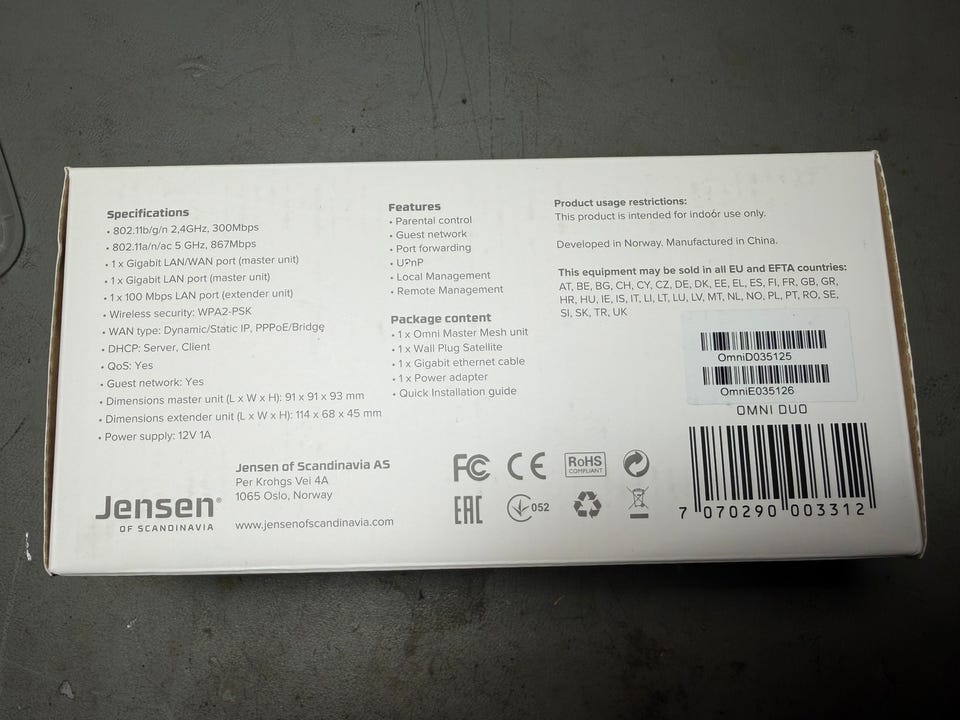 Specifications
• 802.11b/g/n 2,4GHz, 300Mbps
• 802.11a/n/ac 5 GHz, 867Mbps
• 1 x Gigabit LAN/WAN port (master unit)
• 1 x Gigabit LAN port (master unit)
• 1 x 100 Mbps LAN port (extender unit)
• Wireless security: WPA2-PSK
• WAN type: Dynamic/Static IP, PPPoE/Bridge
• DHCP: Server, Client
• QoS: Yes
• Guest network: Yes
• Dimensions master unit (L x W x H): 91 x 91 x 93 mm
• Dimensions extender unit (L x W x H): 114 x 68 x 45 mm
• Power supply: 12V 1A
Features
• Parental control
• Guest network
• Port forwarding
• UPnP
• Local Management
• Remote Management
Package content
• 1 x Omni Master Mesh unit
• 1 x Wall Plug Satellite
• 1 x Gigabit ethernet cable
• 1 x Power adapter
• Quick Installation guide
Product usage restrictions:
This product is intended for indoor use only.
Developed in Norway. Manufactured in China.
This equipment may be sold in all EU and EFTA countries:
AT, BE, BG, CH, CY, CZ, DE, DK, EE, EL, ES, FI, FR, GB, GR,
HR, HU, IE, IS, IT, LI, LT, LU, LV, MT, NL, NO, PL, PT, RO, SE,
SI, SK, TR, UK
OmniD035125
OmniE035126
OMNI DUO
7 070290 003312
Jensen®
OF SCANDINAVIA
Jensen of Scandinavia AS
Per Krohgs Vei 4A
1065 Oslo, Norway
www.jensenofscandinavia.com
FC CE RoHS
COMPLIANT
EAC 052